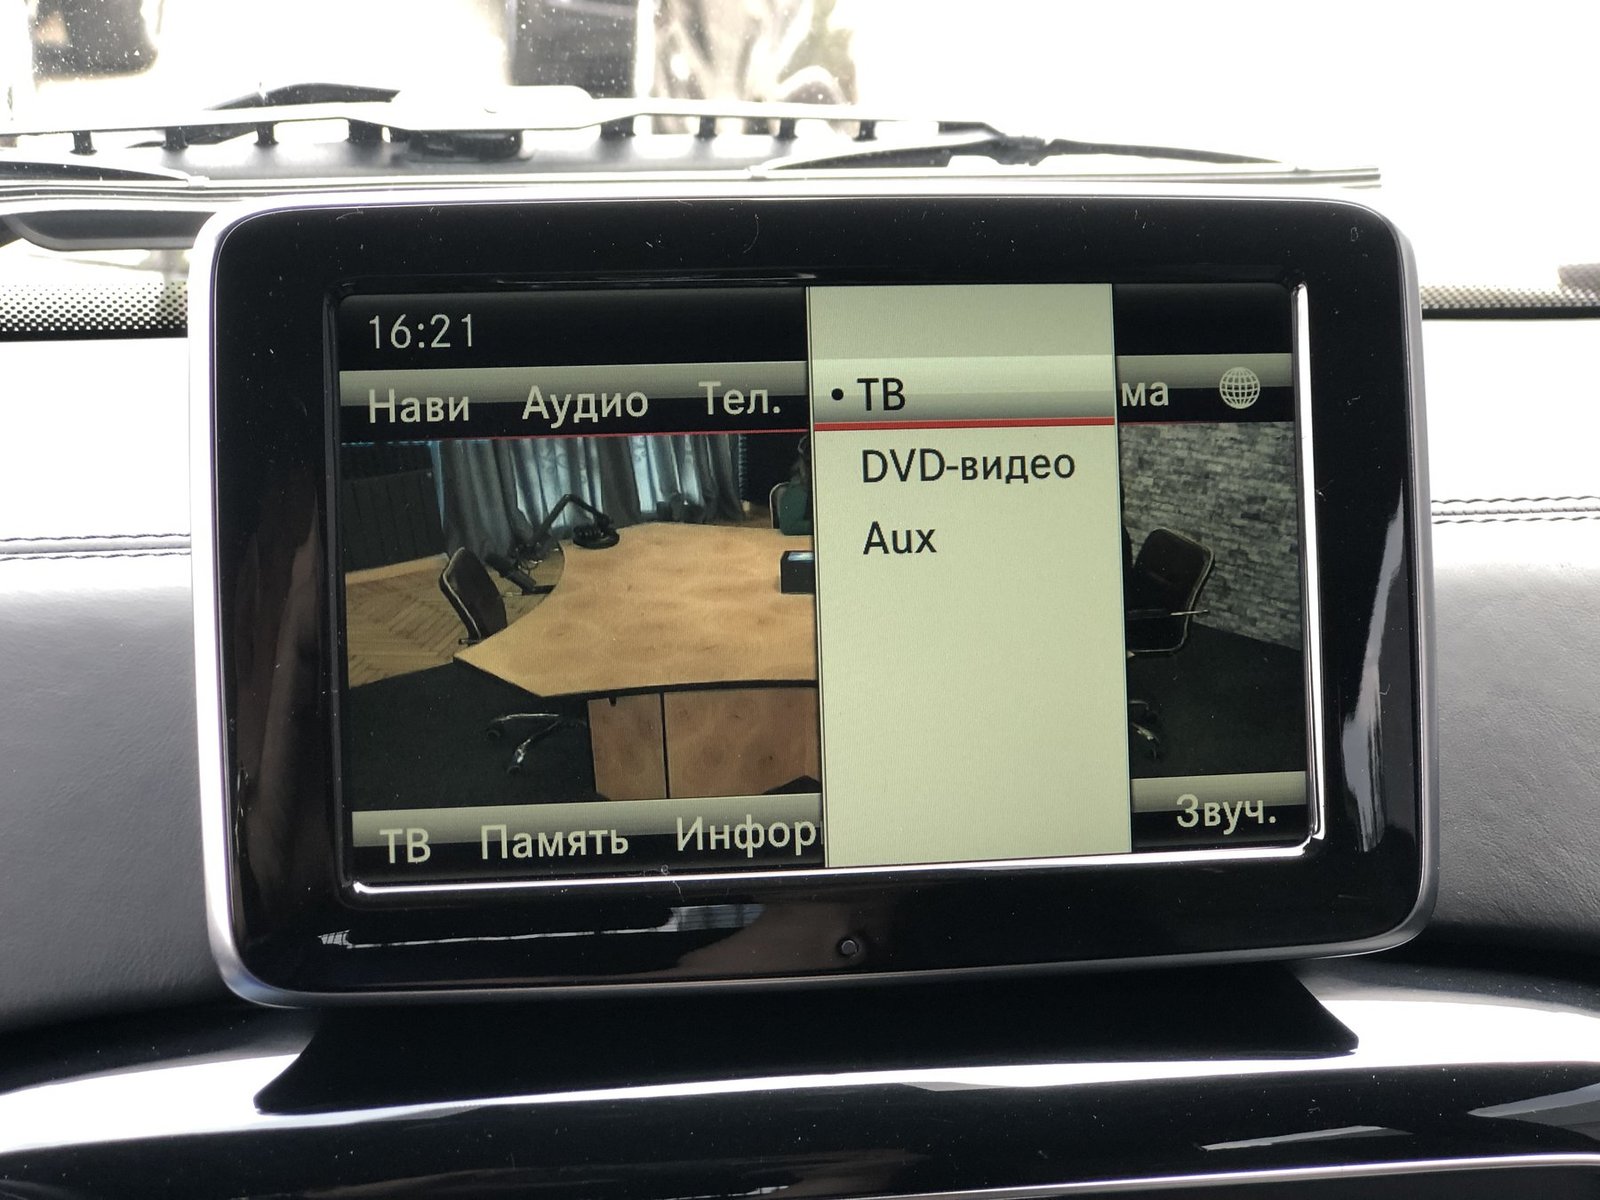 16:21
Нави Аудио Тел. • ТВ ма
DVD-видео
Aux
ТВ Память Инфор Звуч.